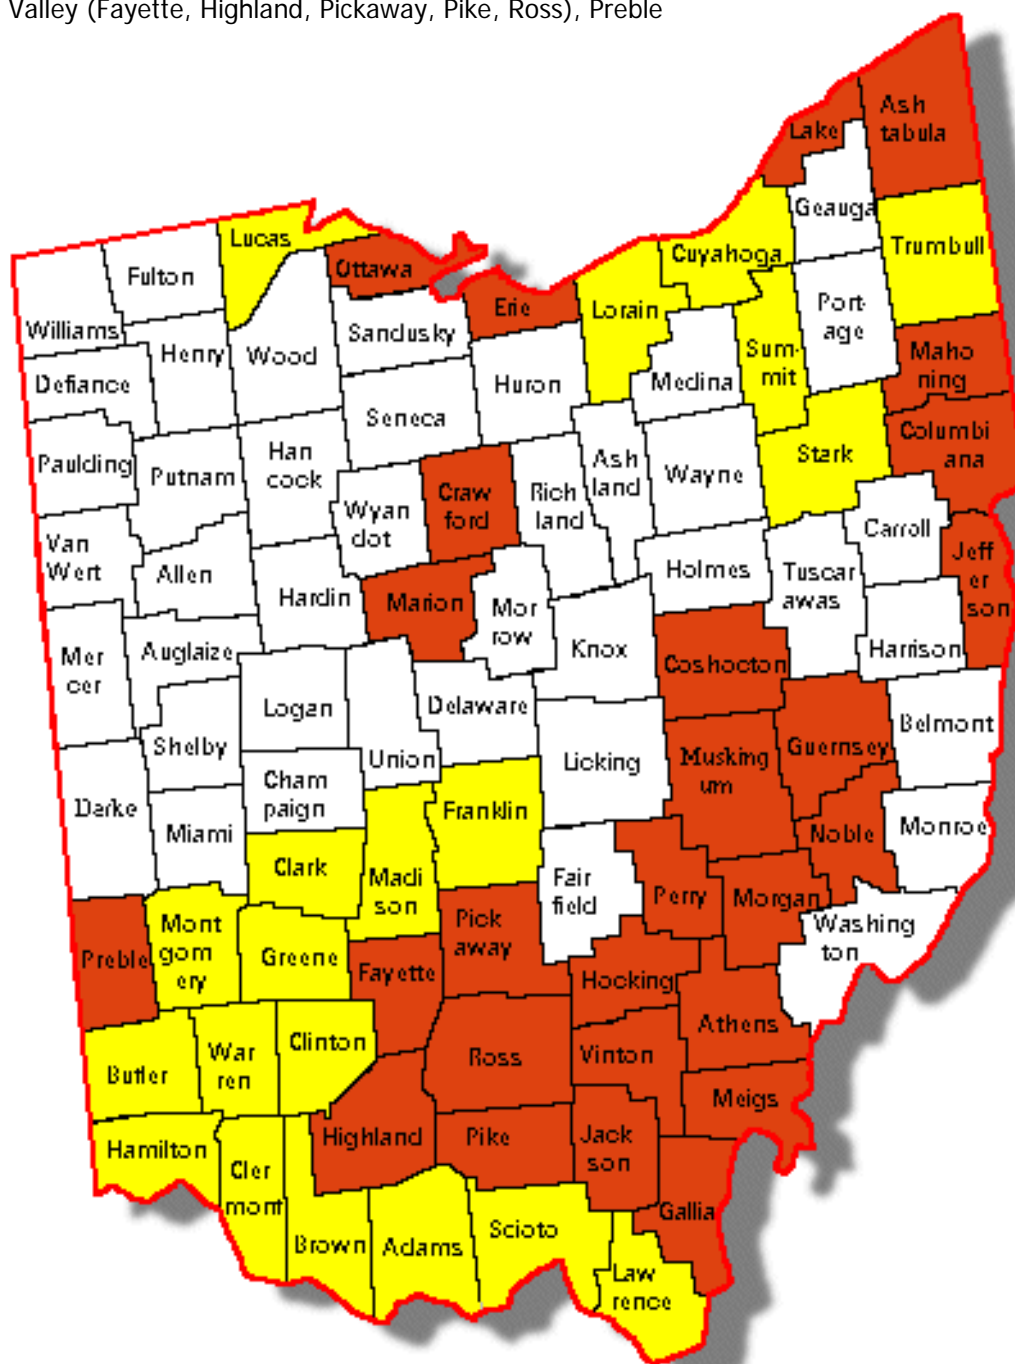 Valley (Fayette, Highland, Pickaway, Pike, Ross), Preble
Ash
tabula
Lake
Geauga
Trumbull
Lucas
Cuyahoga
Fulton
Ottawa
Erie
Lorain
Port-
age
Williams
Sandusky
Henry
Wood
Sum-
mit
Maho
ning
Defiance
Huron
Medina
Seneca
Columbi
ana
Paulding
Putnam
Han
cock
Ash
land
Wayne
Stark
Wyan
dot
Craw
ford
Rich
land
Carroll
Van
Wert
Allen
Jeff
er
son
Hardin
Marion
Mor
row
Holmes
Tuscar
awas
Auglaize
Mer
cer
Knox
Coshocton
Harrison
Logan
Delaware
Belmont
Shelby
Union
Licking
Musking
um
Guernsey
Darke
Cham
paign
Miami
Franklin
Noble
Monroe
Clark
Madi
son
Fair
field
Perry
Morgan
Washing
ton
Preble
Mont
gom
ery
Greene
Pick
away
Fayette
Hocking
Athens
Clinton
War
ren
Butler
Ross
Vinton
Meigs
Hamilton
Highland
Pike
Jack
son
Cler
mont
Gallia
Brown
Adams
Scioto
Law
rence